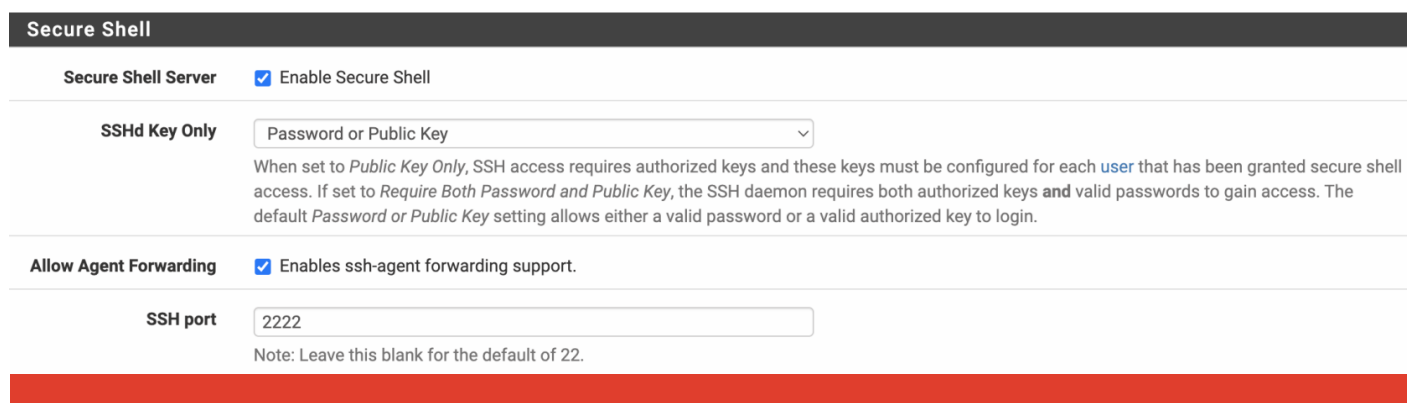 Secure Shell
Secure Shell Server Enable Secure Shell
SSHd Key Only Password or Public Key
When set to Public Key Only, SSH access requires authorized keys and these keys must be configured for each user that has been granted secure shell
access. If set to Require Both Password and Public Key, the SSH daemon requires both authorized keys and valid passwords to gain access. The
default Password or Public Key setting allows either a valid password or a valid authorized key to login.
Allow Agent Forwarding Enables ssh-agent forwarding support.
SSH port 2222
Note: Leave this blank for the default of 22.